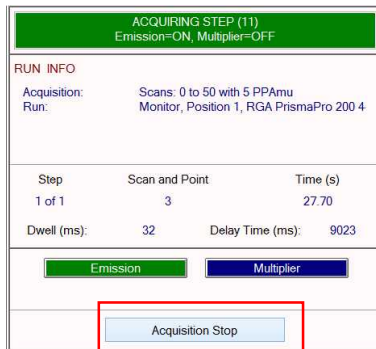 ACQUIRING STEP (11)
Emission=ON, Multiplier=OFF
RUN INFO
Acquisition: Scans: 0 to 50 with 5 PPAmu
Run: Monitor, Position 1, RGA PrismaPro 200 4
Step Scan and Point Time (s)
1 of 1 3 27.70
Dwell (ms): 32 Delay Time (ms): 9023
Emission Multiplier
Acquisition Stop